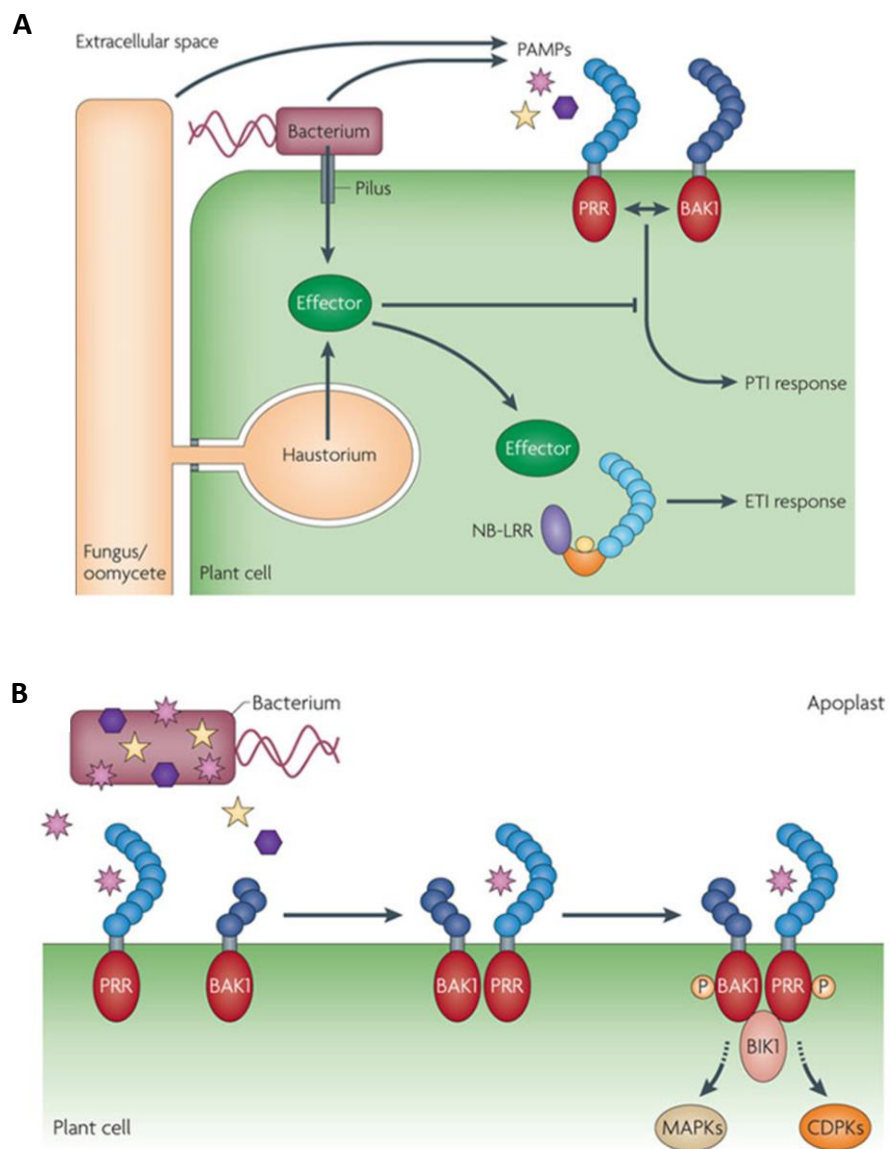 A
Extracellular space
PAMPs
Bacterium
Pilus
PRR
BAK1
Effector
PTI response
Haustorium
Effector
ETI response
NB-LRR
Fungus/
oomycete
Plant cell
B
Bacterium
Apoplast
PRR
BAK1
BAK1
PRR
P
BAK1
PRR
P
BIK1
MAPKs
CDPKs
Plant cell